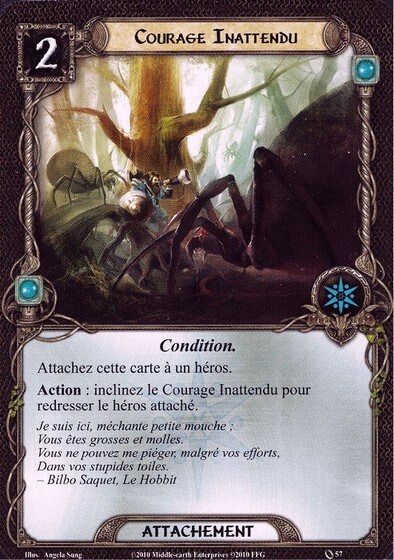 2
COURAGE INATTENDU
Condition.
Attachez cette carte à un héros.
Action : inclinez le Courage Inattendu pour
redresser le héros attaché.
Je suis ici, méchante petite mouche ;
Vous êtes grosses et molles.
Vous ne pouvez me piéger, malgré vos efforts,
Dans vos stupides toiles.
– Bilbo Saquet, Le Hobbit
ATTACHEMENT
Illus. Angela Sung
©2010 Middle-earth Enterprises ©2010 FFG
57